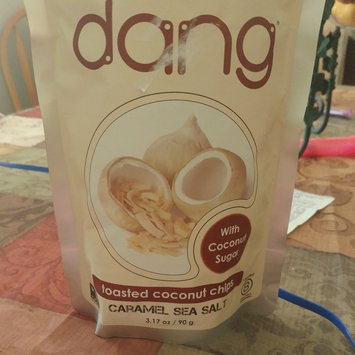 dang
With
Coconut
Sugar
toasted coconut chips
CARAMEL SEA SALT
3.17 oz / 90 g
B